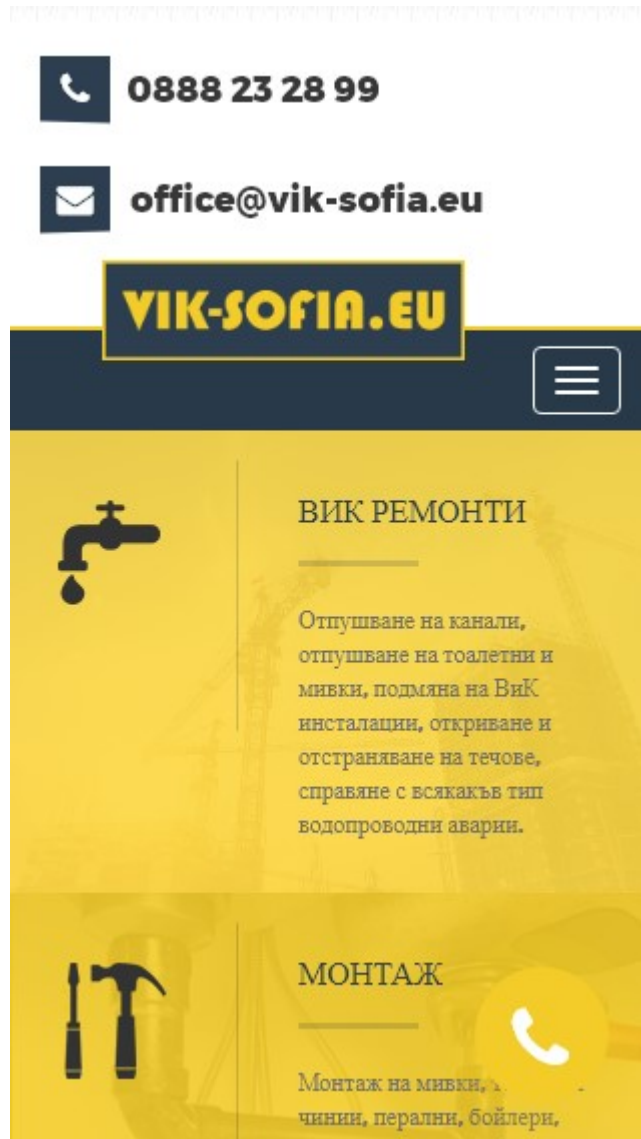 0888 23 28 99
office@vik-sofia.eu
VIK-SOFIA.EU
ВИК РЕМОНТИ
Отпушване на канали,
отпушване на тоалетни и
мивки, подмяна на ВиК
инсталации, откриване и
отстраняване на течове,
справяне с всякакъв тип
водопроводни аварии.
МОНТАЖ
Монтаж на мивки,
чинии, перални, бойлери,